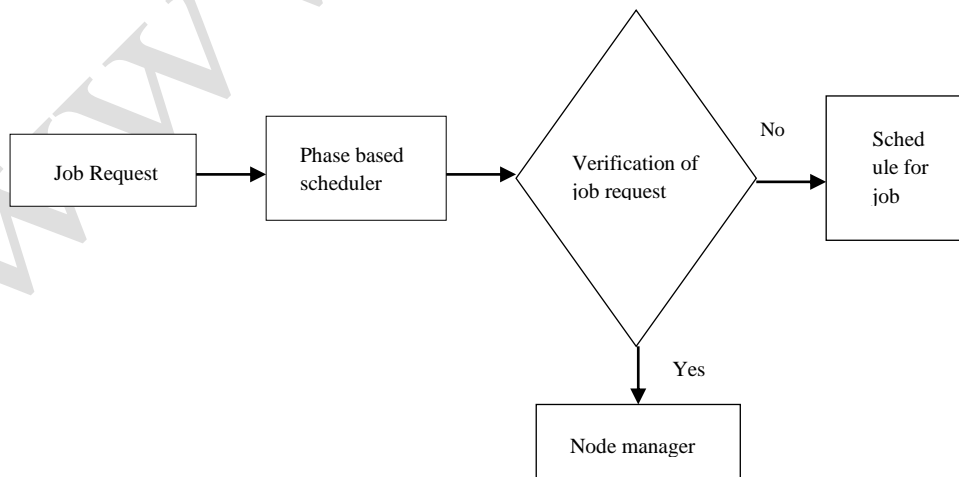 Job Request
Phase based
scheduler
Verification of
job request
No
Sched
ule for
job
Yes
Node manager